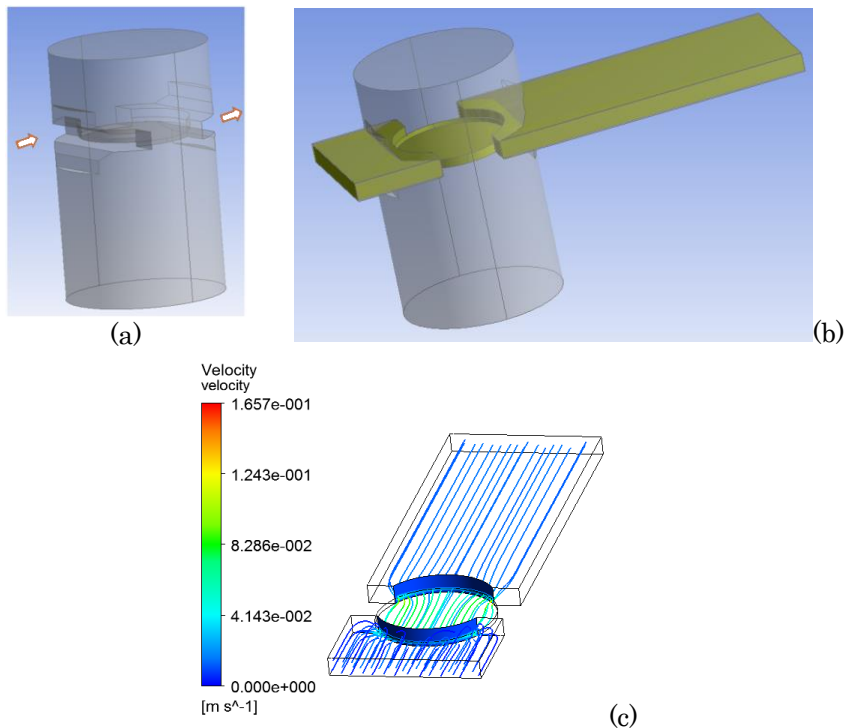 (a)
(b)
Velocity
velocity
1.657e-001
1.243e-001
8.286e-002
4.143e-002
0.000e+000
[m s^-1]
(c)